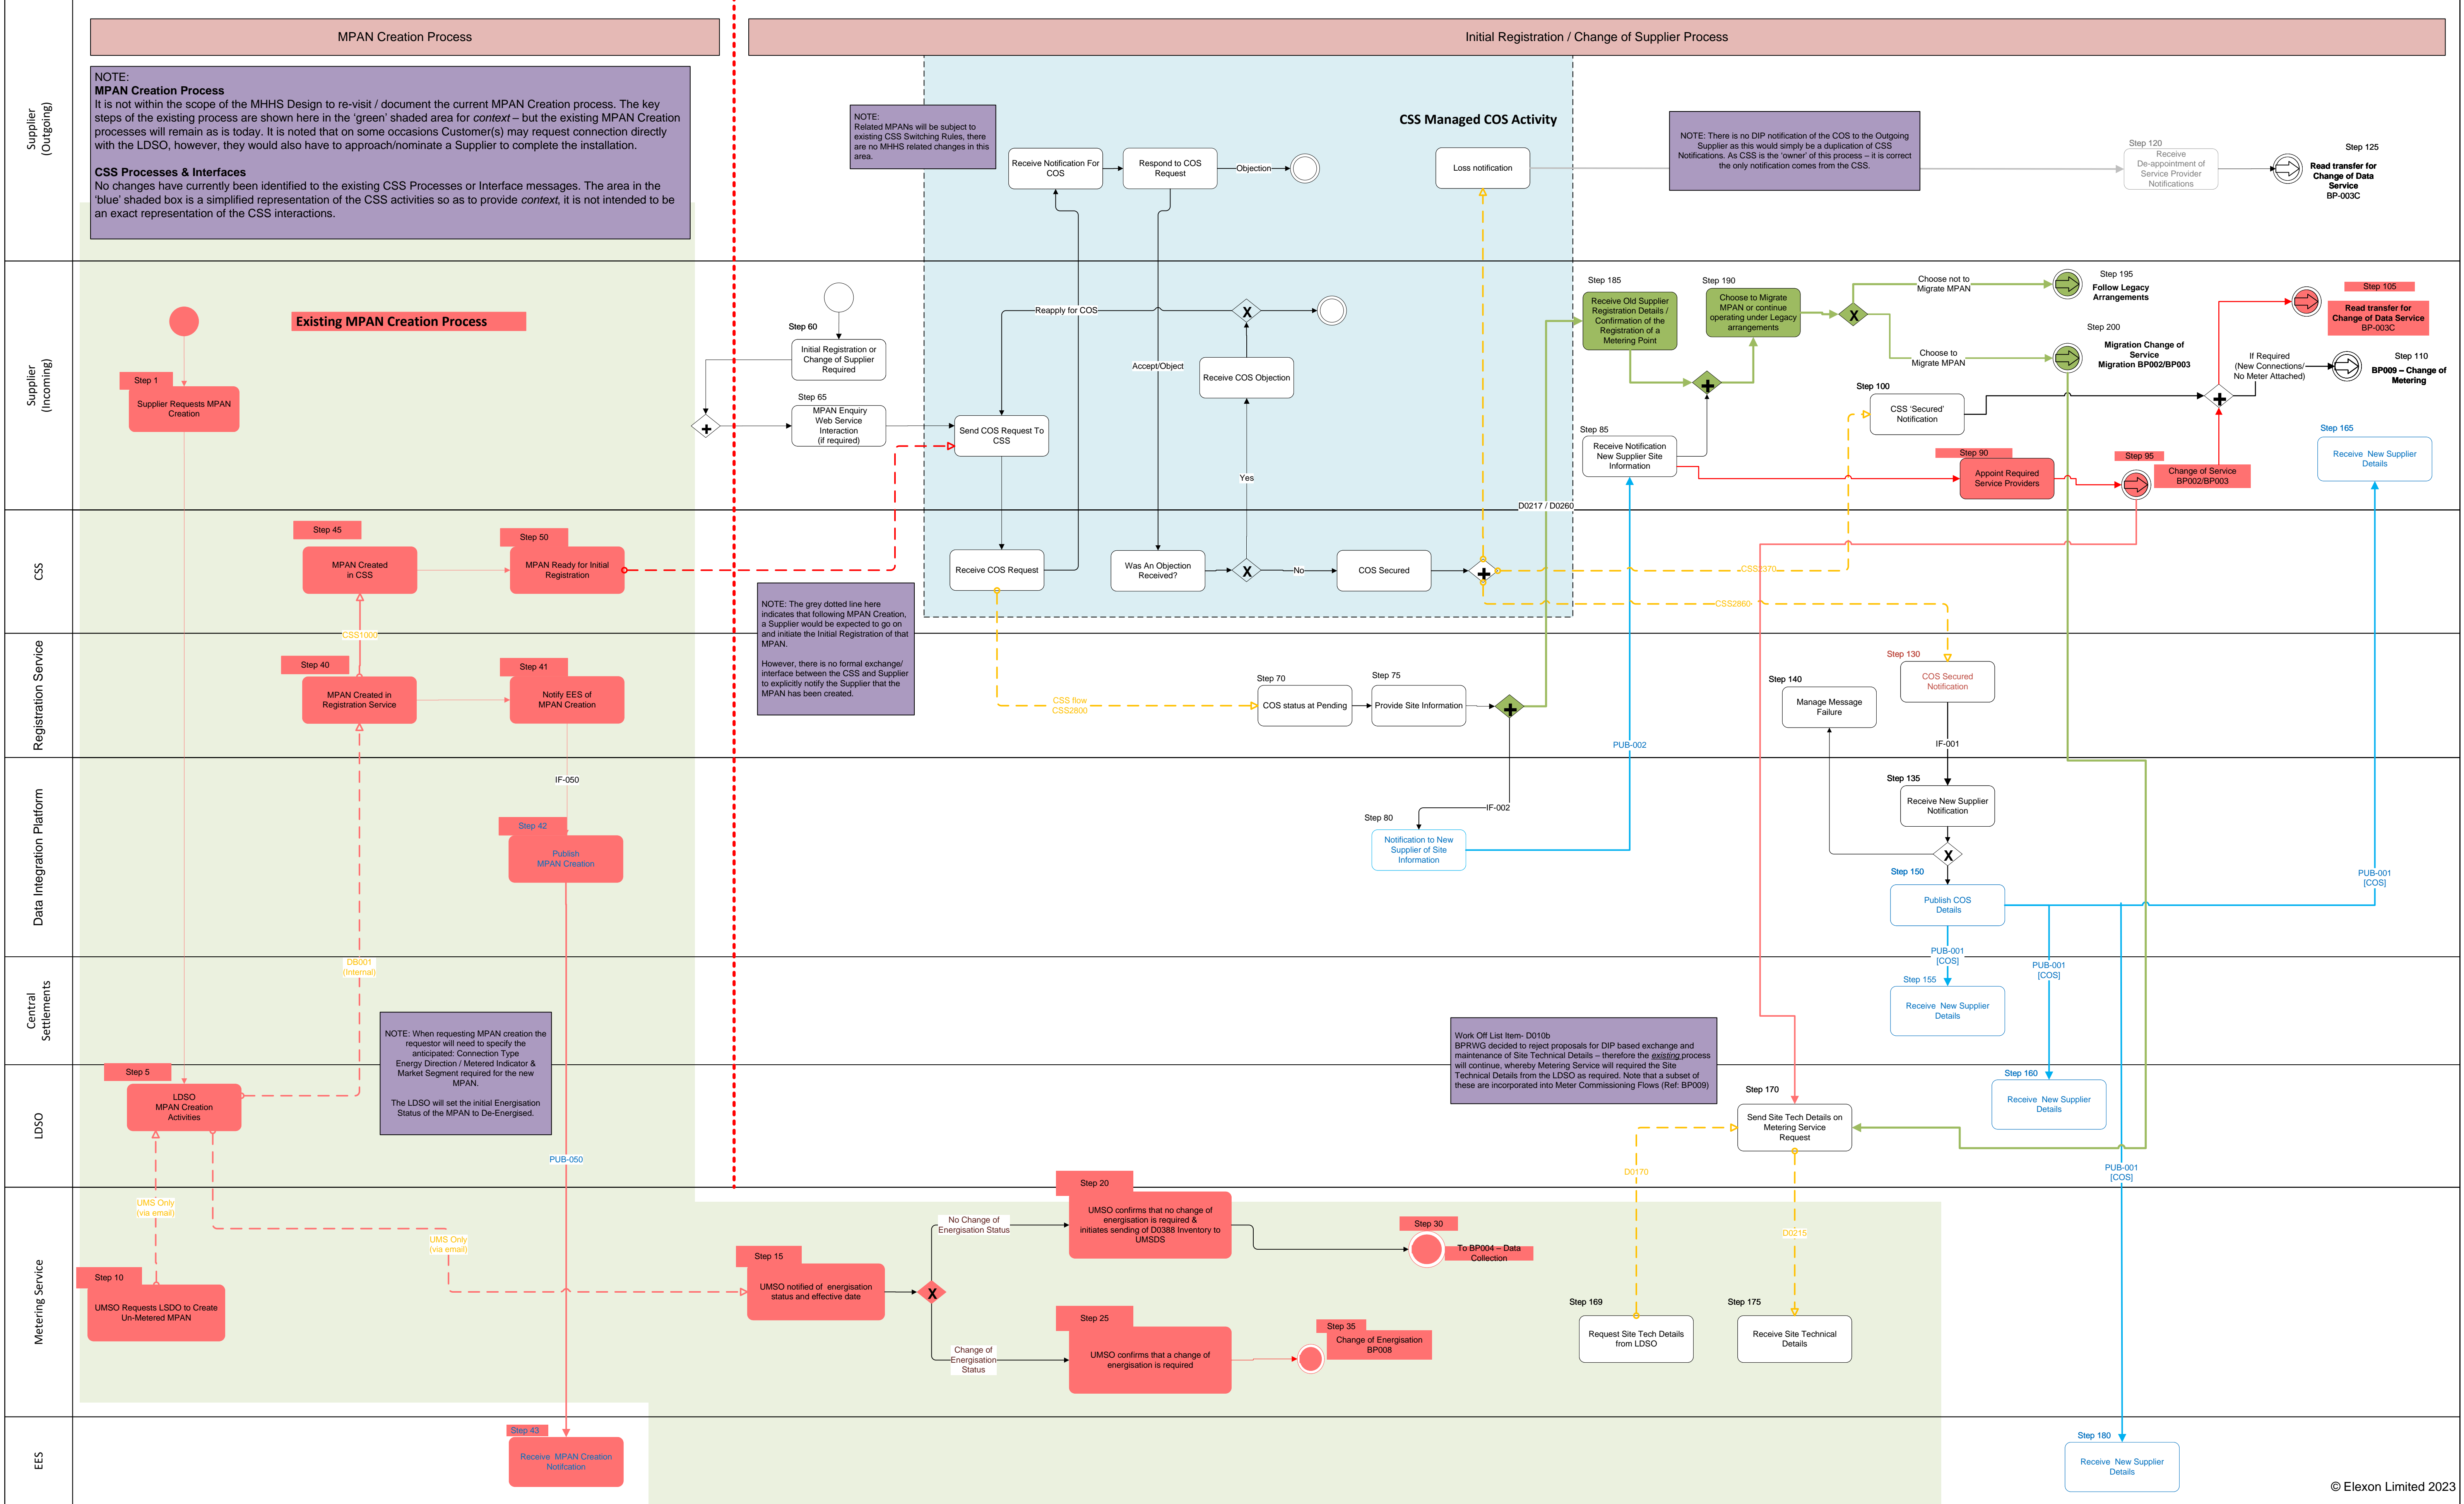 MPAN Creation Process
Initial Registration / Change of Supplier Process
Supplier
(Outgoing)
NOTE:
MPAN Creation Process
It is not within the scope of the MHHS Design to re-visit / document the current MPAN Creation process. The key
steps of the existing process are shown here in the ‘green’ shaded area for context – but the existing MPAN Creation
processes will remain as is today. It is noted that on some occasions Customer(s) may request connection directly
with the LDSO, however, they would also have to approach/nominate a Supplier to complete the installation.
CSS Processes & Interfaces
No changes have currently been identified to the existing CSS Processes or Interface messages. The area in the
‘blue’ shaded box is a simplified representation of the CSS activities so as to provide context, it is not intended to be
an exact representation of the CSS interactions.
NOTE:
Related MPANs will be subject to
existing CSS Switching Rules, there
are no MHHS related changes in this
area.
CSS Managed COS Activity
Receive Notification For
COS
Respond to COS
Request
Objection
Loss notification
NOTE: There is no DIP notification of the COS to the Outgoing
Supplier as this would simply be a duplication of CSS
Notifications. As CSS is the ‘owner’ of this process – it is correct
the only notification comes from the CSS.
Step 120
Receive
De-appointment of
Service Provider
Notifications
Step 125
Read transfer for
Change of Data
Service
BP-003C
Supplier
(Incoming)
Existing MPAN Creation Process
Step 1
Supplier Requests MPAN
Creation
Step 60
Initial Registration or
Change of Supplier
Required
Step 65
MPAN Enquiry
Web Service
Interaction
(if required)
Reapply for COS
Accept/Object
Receive COS Objection
Send COS Request To
CSS
Yes
Step 185
Receive Old Supplier
Registration Details /
Confirmation of the
Registration of a
Metering Point
Step 190
Choose to Migrate
MPAN or continue
operating under Legacy
arrangements
Choose not to
Migrate MPAN
Step 195
Follow Legacy
Arrangements
Choose to
Migrate MPAN
Step 200
Migration Change of
Service
Migration BP002/BP003
Step 105
Read transfer for
Change of Data Service
BP-003C
If Required
(New Connections/
No Meter Attached)
Step 110
BP009 – Change of
Metering
Step 100
CSS ‘Secured’
Notification
Step 85
Receive Notification
New Supplier Site
Information
Step 90
Appoint Required
Service Providers
Step 95
Change of Service
BP002/BP003
Step 165
Receive New Supplier
Details
D0217 / D0260
CSS
Step 45
MPAN Created
in CSS
Step 50
MPAN Ready for Initial
Registration
Receive COS Request
Was An Objection
Received?
No
COS Secured
CSS2370
CSS2860
NOTE: The grey dotted line here
indicates that following MPAN Creation,
a Supplier would be expected to go on
and initiate the Initial Registration of that
MPAN.
However, there is no formal exchange/
interface between the CSS and Supplier
to explicitly notify the Supplier that the
MPAN has been created.
CSS1000
Registration Service
Step 40
MPAN Created in
Registration Service
Step 41
Notify EES of
MPAN Creation
CSS flow
CSS2800
Step 70
COS status at Pending
Step 75
Provide Site Information
PUB-002
Step 140
Manage Message
Failure
Step 130
COS Secured
Notification
IF-001
Data Integration Platform
IF-050
Step 42
Publish
MPAN Creation
IF-002
Step 80
Notification to New
Supplier of Site
Information
Step 135
Receive New Supplier
Notification
Step 150
Publish COS
Details
PUB-001
[COS]
PUB-001
[COS]
PUB-001
[COS]
Central
Settlements
DB001
(Internal)
Step 155
Receive New Supplier
Details
NOTE: When requesting MPAN creation the
requestor will need to specify the
anticipated: Connection Type
Energy Direction / Metered Indicator &
Market Segment required for the new
MPAN.
The LDSO will set the initial Energisation
Status of the MPAN to De-Energised.
Work Off List Item- D010b
BPRWG decided to reject proposals for DIP based exchange and
maintenance of Site Technical Details – therefore the existing process
will continue, whereby Metering Service will required the Site
Technical Details from the LDSO as required. Note that a subset of
these are incorporated into Meter Commissioning Flows (Ref: BP009)
LDSO
Step 5
LDSO
MPAN Creation
Activities
PUB-050
Step 170
Send Site Tech Details on
Metering Service
Request
Step 160
Receive New Supplier
Details
D0170
PUB-001
[COS]
Metering Service
UMS Only
(via email)
UMS Only
(via email)
Step 10
UMSO Requests LSDO to Create
Un-Metered MPAN
Step 15
UMSO notified of energisation
status and effective date
No Change of
Energisation Status
Step 20
UMSO confirms that no change of
energisation is required &
initiates sending of D0388 Inventory to
UMSDS
Step 30
To BP004 – Data
Collection
Change of
Energisation
Status
Step 25
UMSO confirms that a change of
energisation is required
Step 35
Change of Energisation
BP008
D0215
Step 169
Request Site Tech Details
from LDSO
Step 175
Receive Site Technical
Details
EES
Step 43
Receive MPAN Creation
Notifcation
Step 180
Receive New Supplier
Details
© Elexon Limited 2023